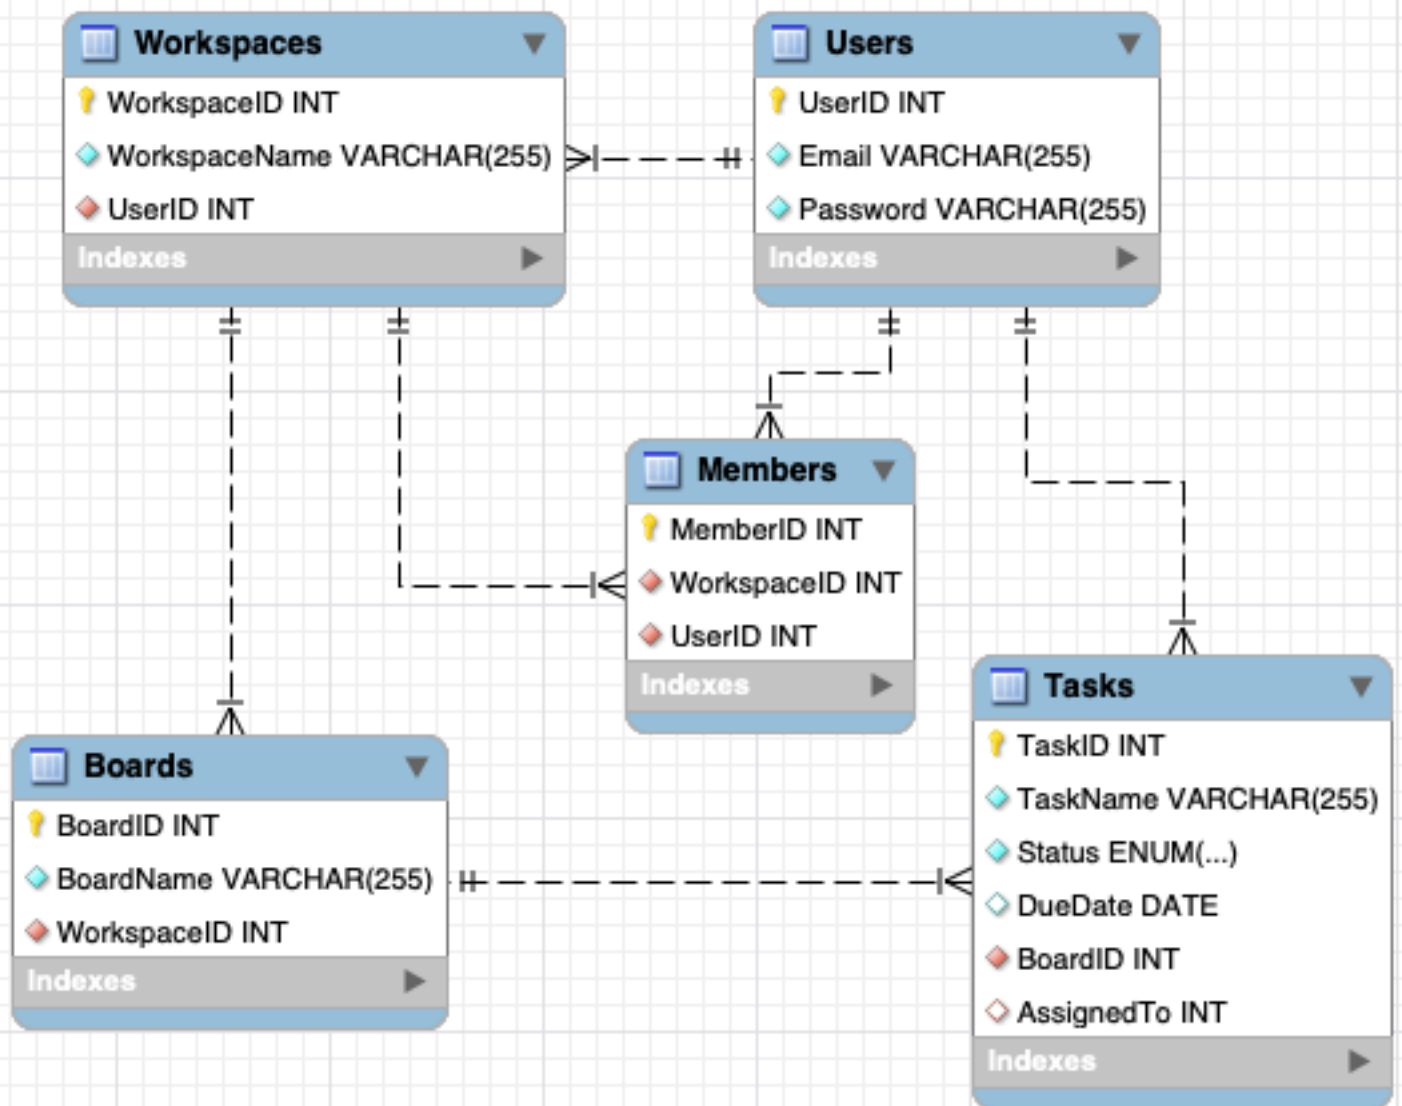 Workspaces
WorkspaceID INT
WorkspaceName VARCHAR(255)
UserID INT
Indexes
Users
UserID INT
Email VARCHAR(255)
Password VARCHAR(255)
Indexes
Members
MemberID INT
WorkspaceID INT
UserID INT
Indexes
Boards
BoardID INT
BoardName VARCHAR(255)
WorkspaceID INT
Indexes
Tasks
TaskID INT
TaskName VARCHAR(255)
Status ENUM(...)
DueDate DATE
BoardID INT
AssignedTo INT
Indexes